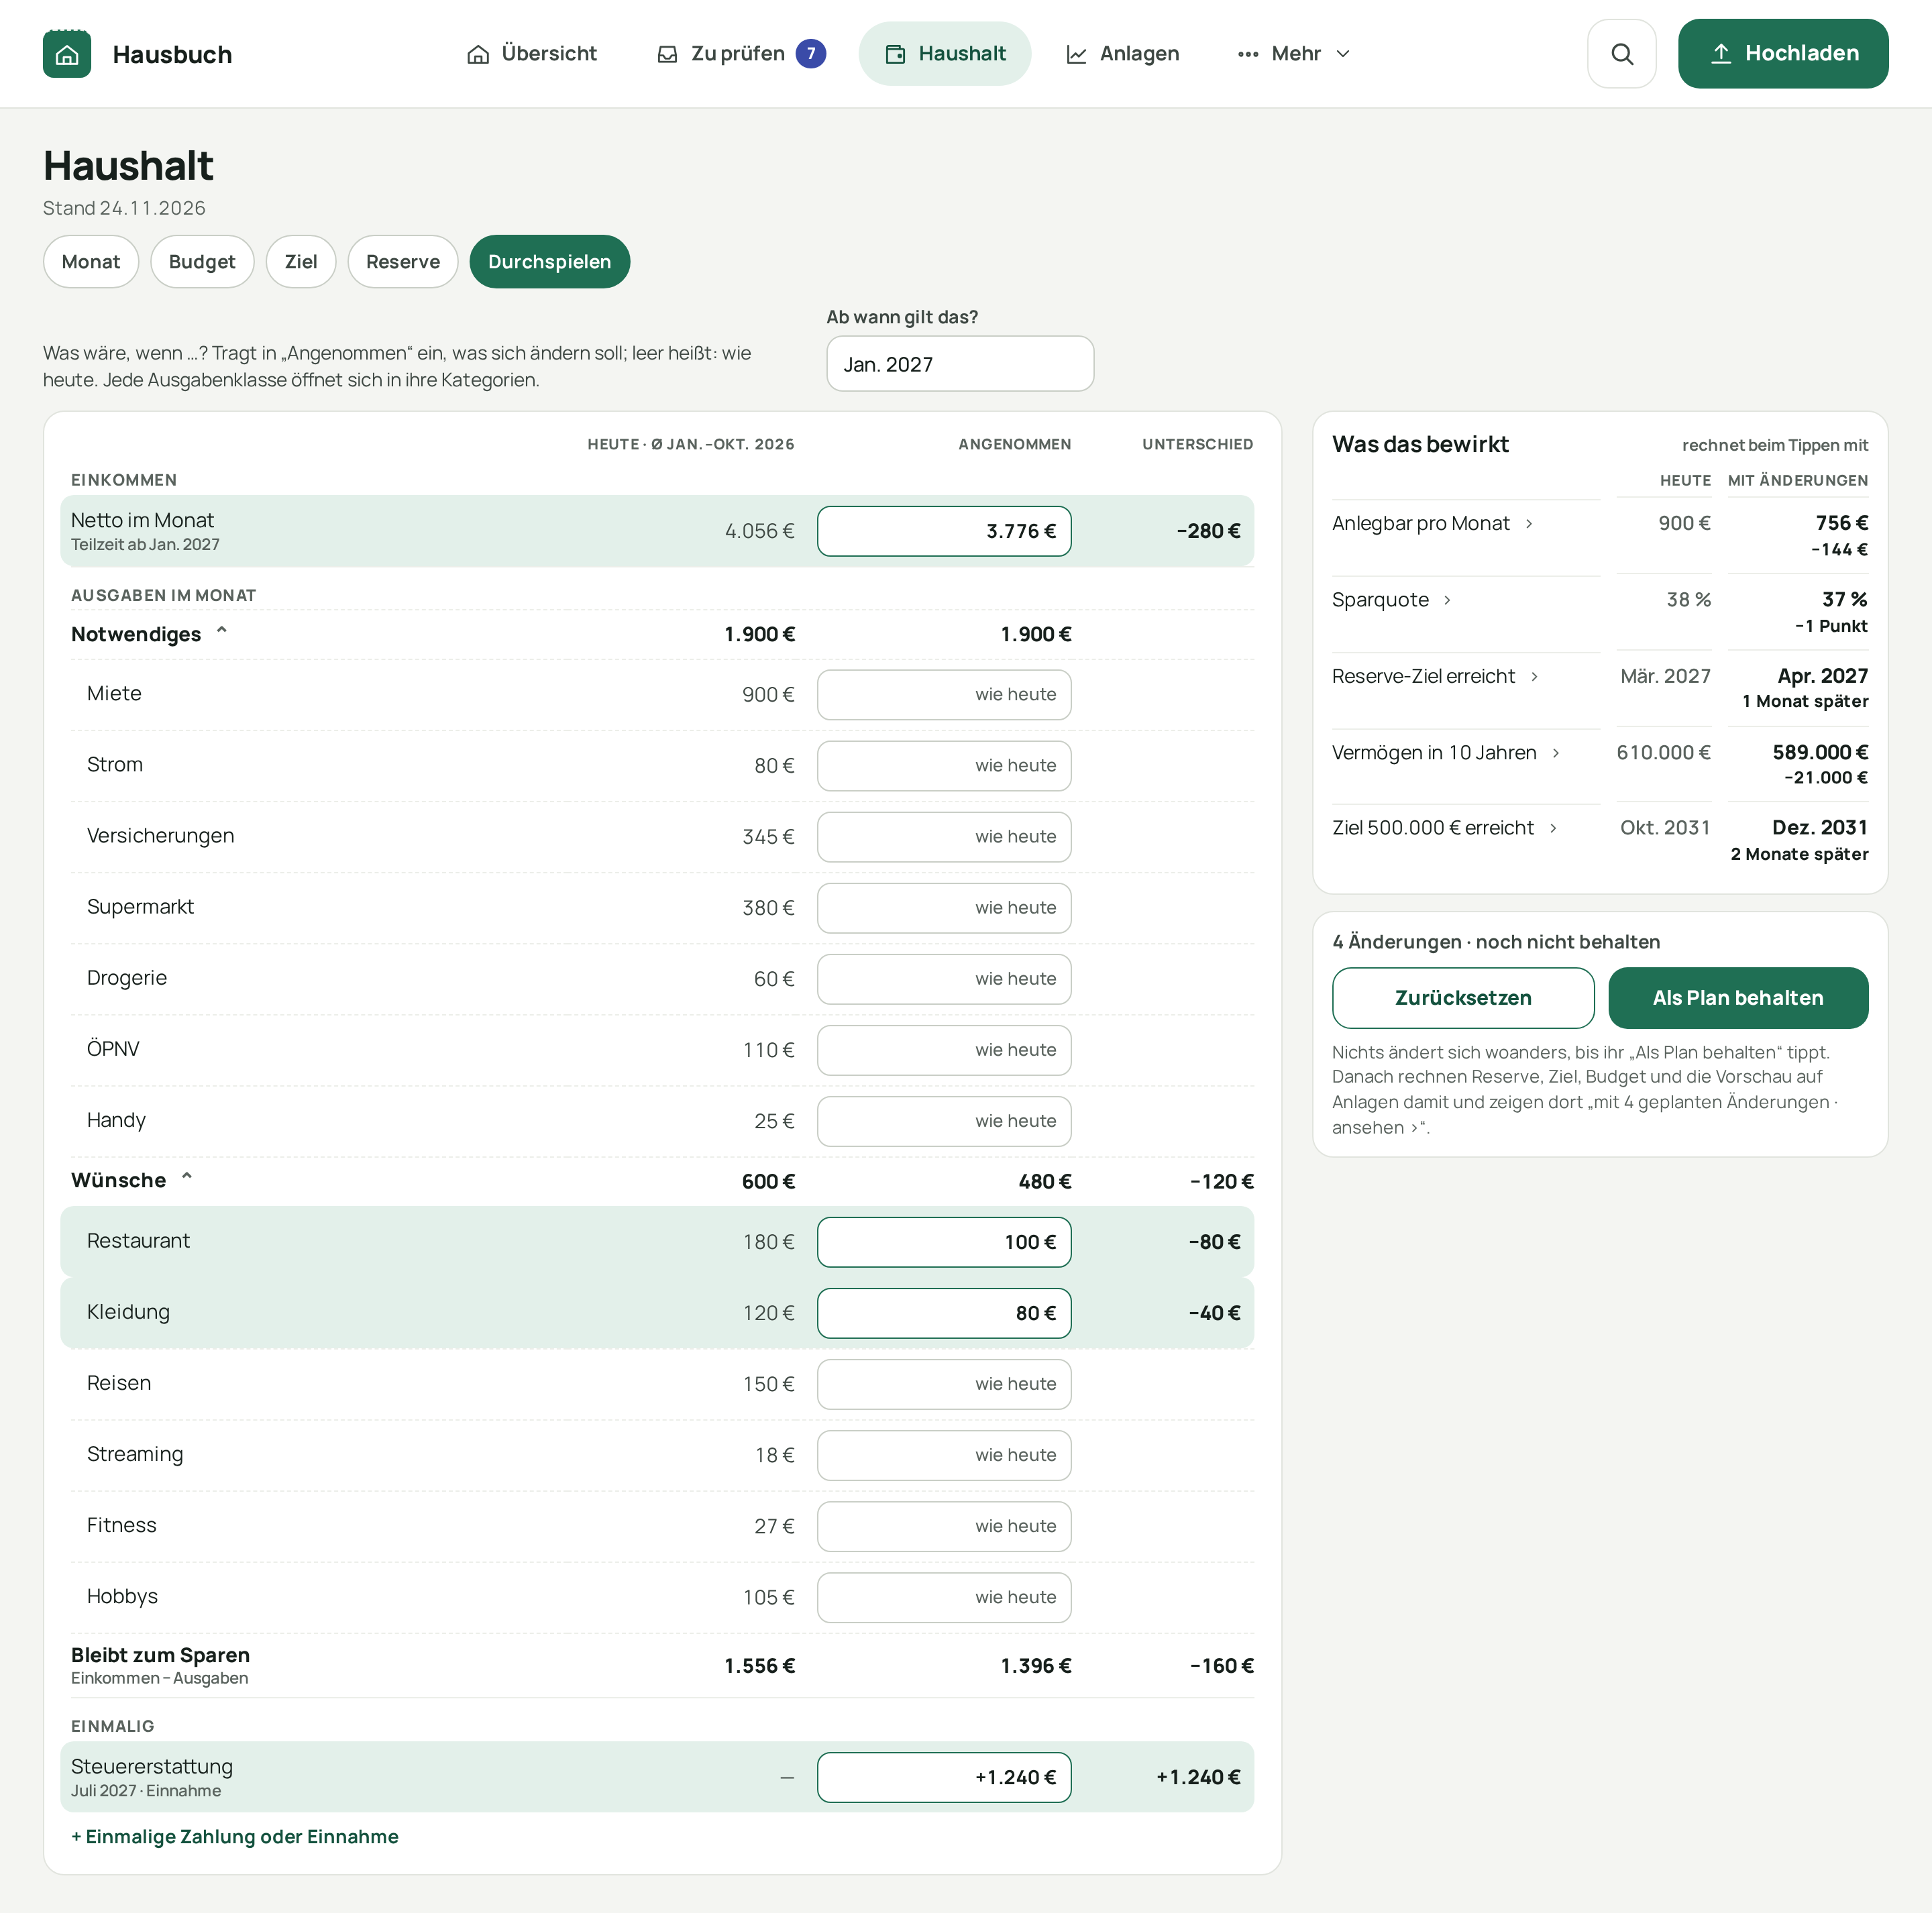 Hausbuch
Übersicht
Zu prüfen 7
Haushalt
Anlagen
Mehr
Hochladen
Haushalt
Stand 24.11.2026
Monat
Budget
Ziel
Reserve
Durchspielen
Was wäre, wenn …? Tragt in „Angenommen“ ein, was sich ändern soll; leer heißt: wie
heute. Jede Ausgabenklasse öffnet sich in ihre Kategorien.
Ab wann gilt das?
Jan. 2027
HEUTE · Ø JAN.–OKT. 2026 ANGENOMMEN UNTERSCHIED
EINKOMMEN
Netto im Monat 4.056 € 3.776 € −280 €
Teilzeit ab Jan. 2027
AUSGABEN IM MONAT
Notwendiges 1.900 € 1.900 €
Miete 900 € wie heute
Strom 80 € wie heute
Versicherungen 345 € wie heute
Supermarkt 380 € wie heute
Drogerie 60 € wie heute
ÖPNV 110 € wie heute
Handy 25 € wie heute
Wünsche 600 € 480 € −120 €
Restaurant 180 € 100 € −80 €
Kleidung 120 € 80 € −40 €
Reisen 150 € wie heute
Streaming 18 € wie heute
Fitness 27 € wie heute
Hobbys 105 € wie heute
Bleibt zum Sparen 1.556 € 1.396 € −160 €
Einkommen – Ausgaben
EINMALIG
Steuererstattung — +1.240 € +1.240 €
Juli 2027 · Einnahme
+ Einmalige Zahlung oder Einnahme
Was das bewirkt rechnet beim Tippen mit
HEUTE MIT ÄNDERUNGEN
Anlegbar pro Monat › 900 € 756 €
−144 €
Sparquote › 38 % 37 %
−1 Punkt
Reserve-Ziel erreicht › Mär. 2027 Apr. 2027
1 Monat später
Vermögen in 10 Jahren › 610.000 € 589.000 €
−21.000 €
Ziel 500.000 € erreicht › Okt. 2031 Dez. 2031
2 Monate später
4 Änderungen · noch nicht behalten
Zurücksetzen
Als Plan behalten
Nichts ändert sich woanders, bis ihr „Als Plan behalten“ tippt.
Danach rechnen Reserve, Ziel, Budget und die Vorschau auf
Anlagen damit und zeigen dort „mit 4 geplanten Änderungen ·
ansehen ›“.